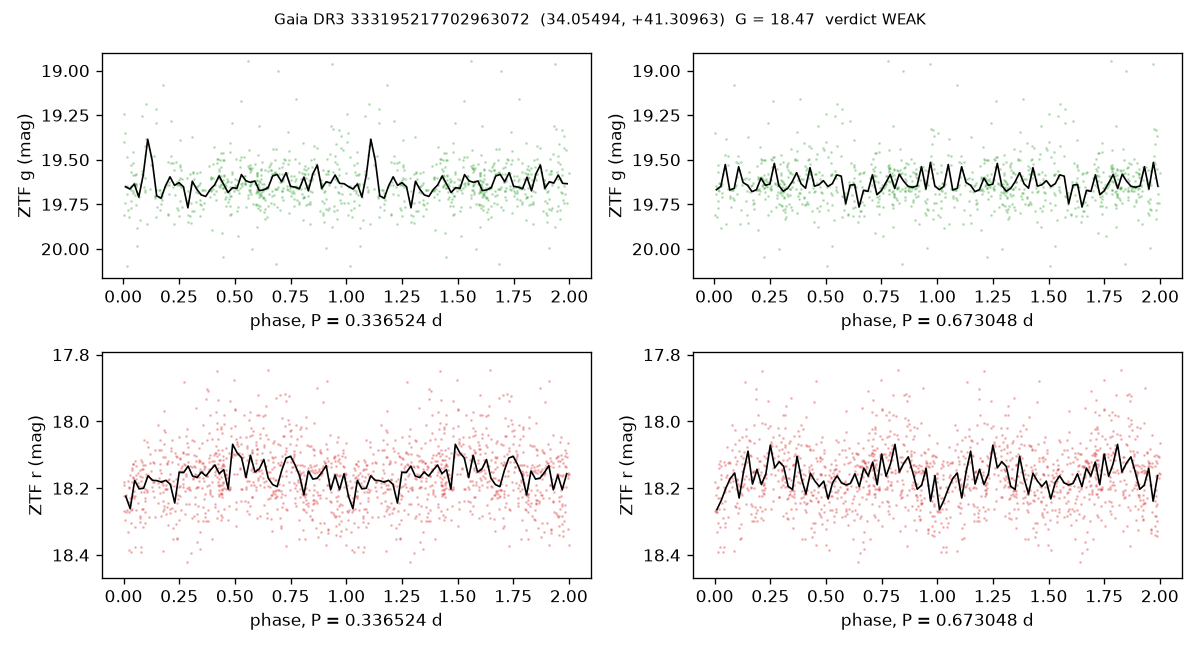 Gaia DR3 333195217702963072 (34.05494, +41.30963) G = 18.47 verdict WEAK
ZTF g (mag)
19.00
19.25
19.50
19.75
20.00
0.00 0.25 0.50 0.75 1.00 1.25 1.50 1.75 2.00
phase, P = 0.336524 d
ZTF g (mag)
19.00
19.25
19.50
19.75
20.00
0.00 0.25 0.50 0.75 1.00 1.25 1.50 1.75 2.00
phase, P = 0.673048 d
ZTF r (mag)
17.8
18.0
18.2
18.4
0.00 0.25 0.50 0.75 1.00 1.25 1.50 1.75 2.00
phase, P = 0.336524 d
ZTF r (mag)
17.8
18.0
18.2
18.4
0.00 0.25 0.50 0.75 1.00 1.25 1.50 1.75 2.00
phase, P = 0.673048 d